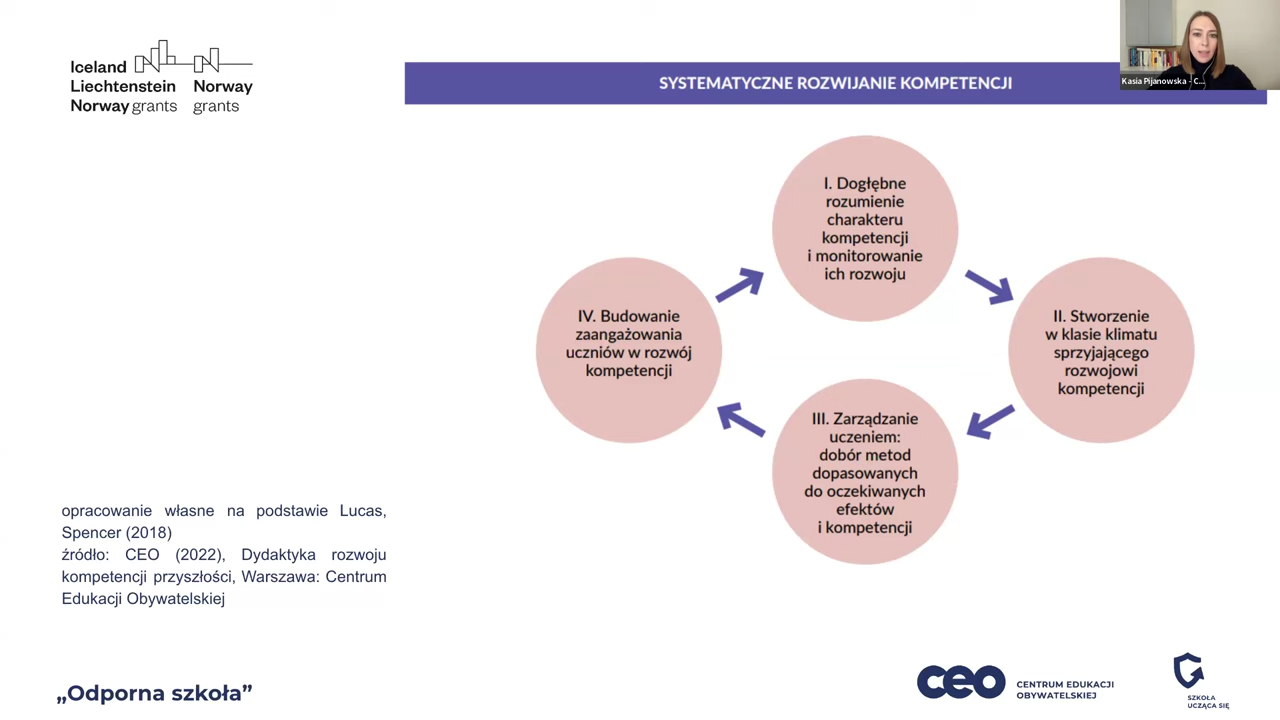 Iceland
Liechtenstein
Norway grants
Norway
grants
SYSTEMATYCZNE ROZWIJANIE KOMPETENCJI
Kasia Pijanowska - C...
I. Dogłębne
rozumienie
charakteru
kompetencji
i monitorowanie
ich rozwoju
II. Stworzenie
w klasie klimatu
sprzyjającego
rozwojowi
kompetencji
III. Zarządzanie
uczeniem:
dobór metod
dopasowanych
do oczekiwanych
efektów
i kompetencji
IV. Budowanie
zaangażowania
uczniów w rozwój
kompetencji
opracowanie własne na podstawie Lucas,
Spencer (2018)
źródło: CEO (2022), Dydaktyka rozwoju
kompetencji przyszłości, Warszawa: Centrum
Edukacji Obywatelskiej
„Odporna szkoła”
ceo
CENTRUM EDUKACJI
OBYWATELSKIEJ
SZKOŁA
UCZĄCA SIĘ